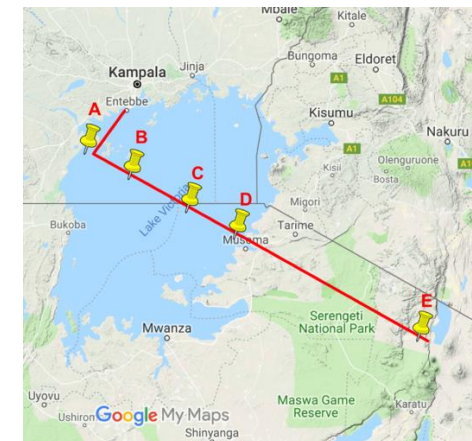 Mbale
Kitale
Bungoma
Eldoret
Jinja
Kampala
A1
A104
Entebbe
A
Kisumu
B
Nakuru
A1
Olenguruone
Kisii
Bosta
C
Lake Victoria
D
Migori
Bukoba
Tarime
Musoma
E
Serengeti
National Park
Mwanza
Uyovu
Maswa Game
Reserve
Karatu
Ushirombo
Google My Maps
Shinyanga